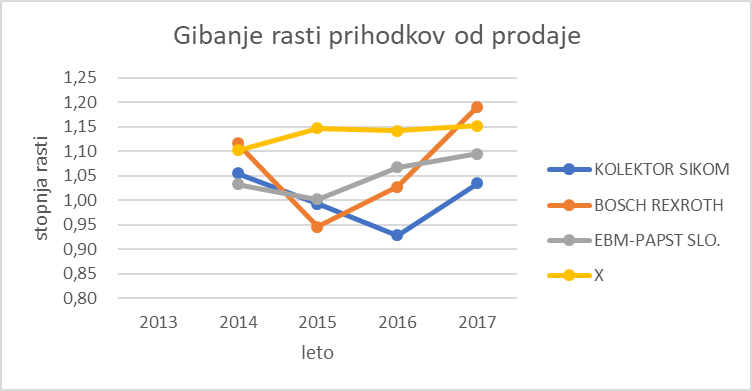 Gibanje rasti prihodkov od prodaje
stopnja rasti
1,25
1,20
1,15
1,10
1,05
1,00
0,95
0,90
0,85
0,80
2013 2014 2015 2016 2017
leto
KOLEKTOR SIKOM
BOSCH REXROTH
EBM-PAPST SLO.
X